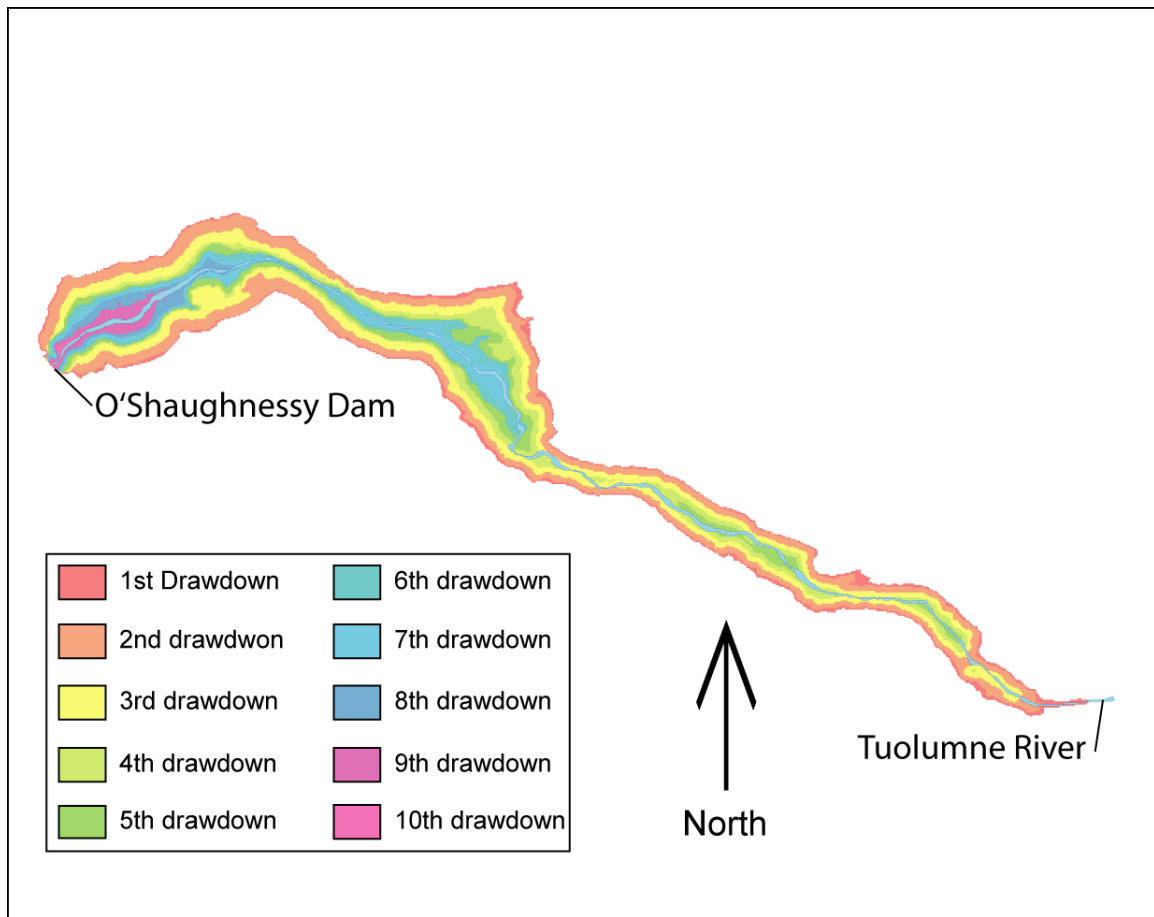 O‘Shaughnessy Dam
1st Drawdown
2nd drawdwon
3rd drawdown
4th drawdown
5th drawdown
6th drawdown
7th drawdown
8th drawdown
9th drawdown
10th drawdown
North
Tuolumne River